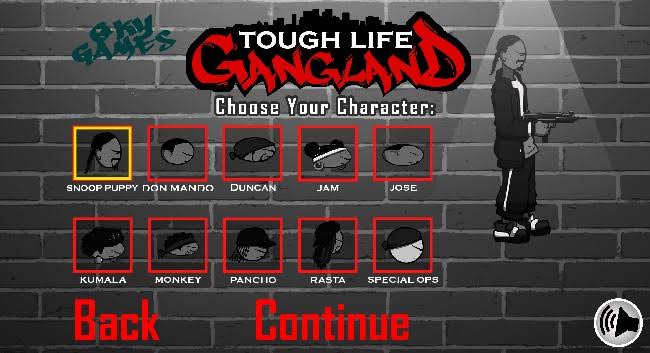 SKY GAMES
TOUGH LIFE
GANGLAND
Choose Your Character:
SNOOP PUPPY DON MANDO DUNCAN JAM JOSE
KUMALA MONKEY PANCHO RASTA SPECIAL OPS
Back Continue